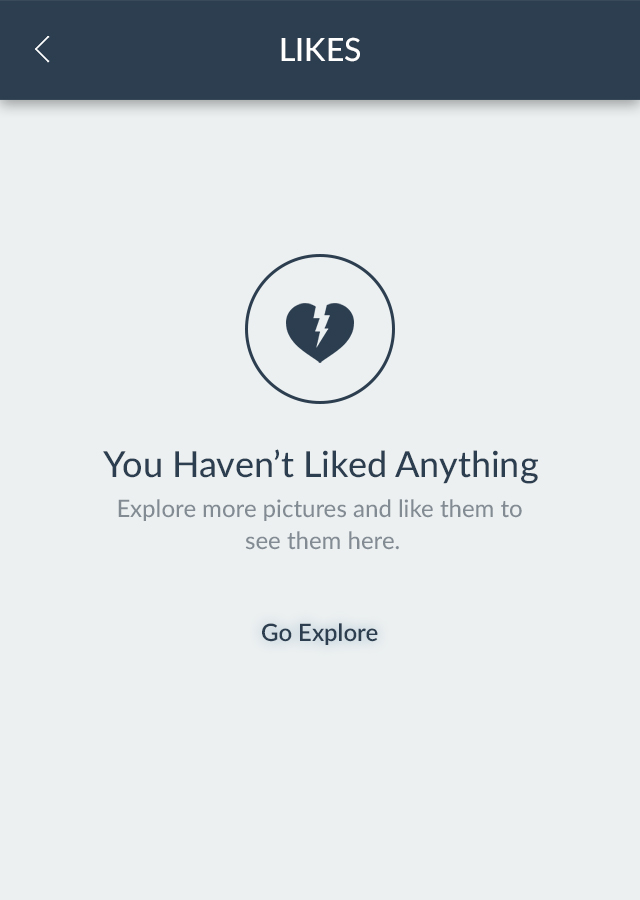 LIKES
You Haven’t Liked Anything
Explore more pictures and like them to
see them here.
Go Explore